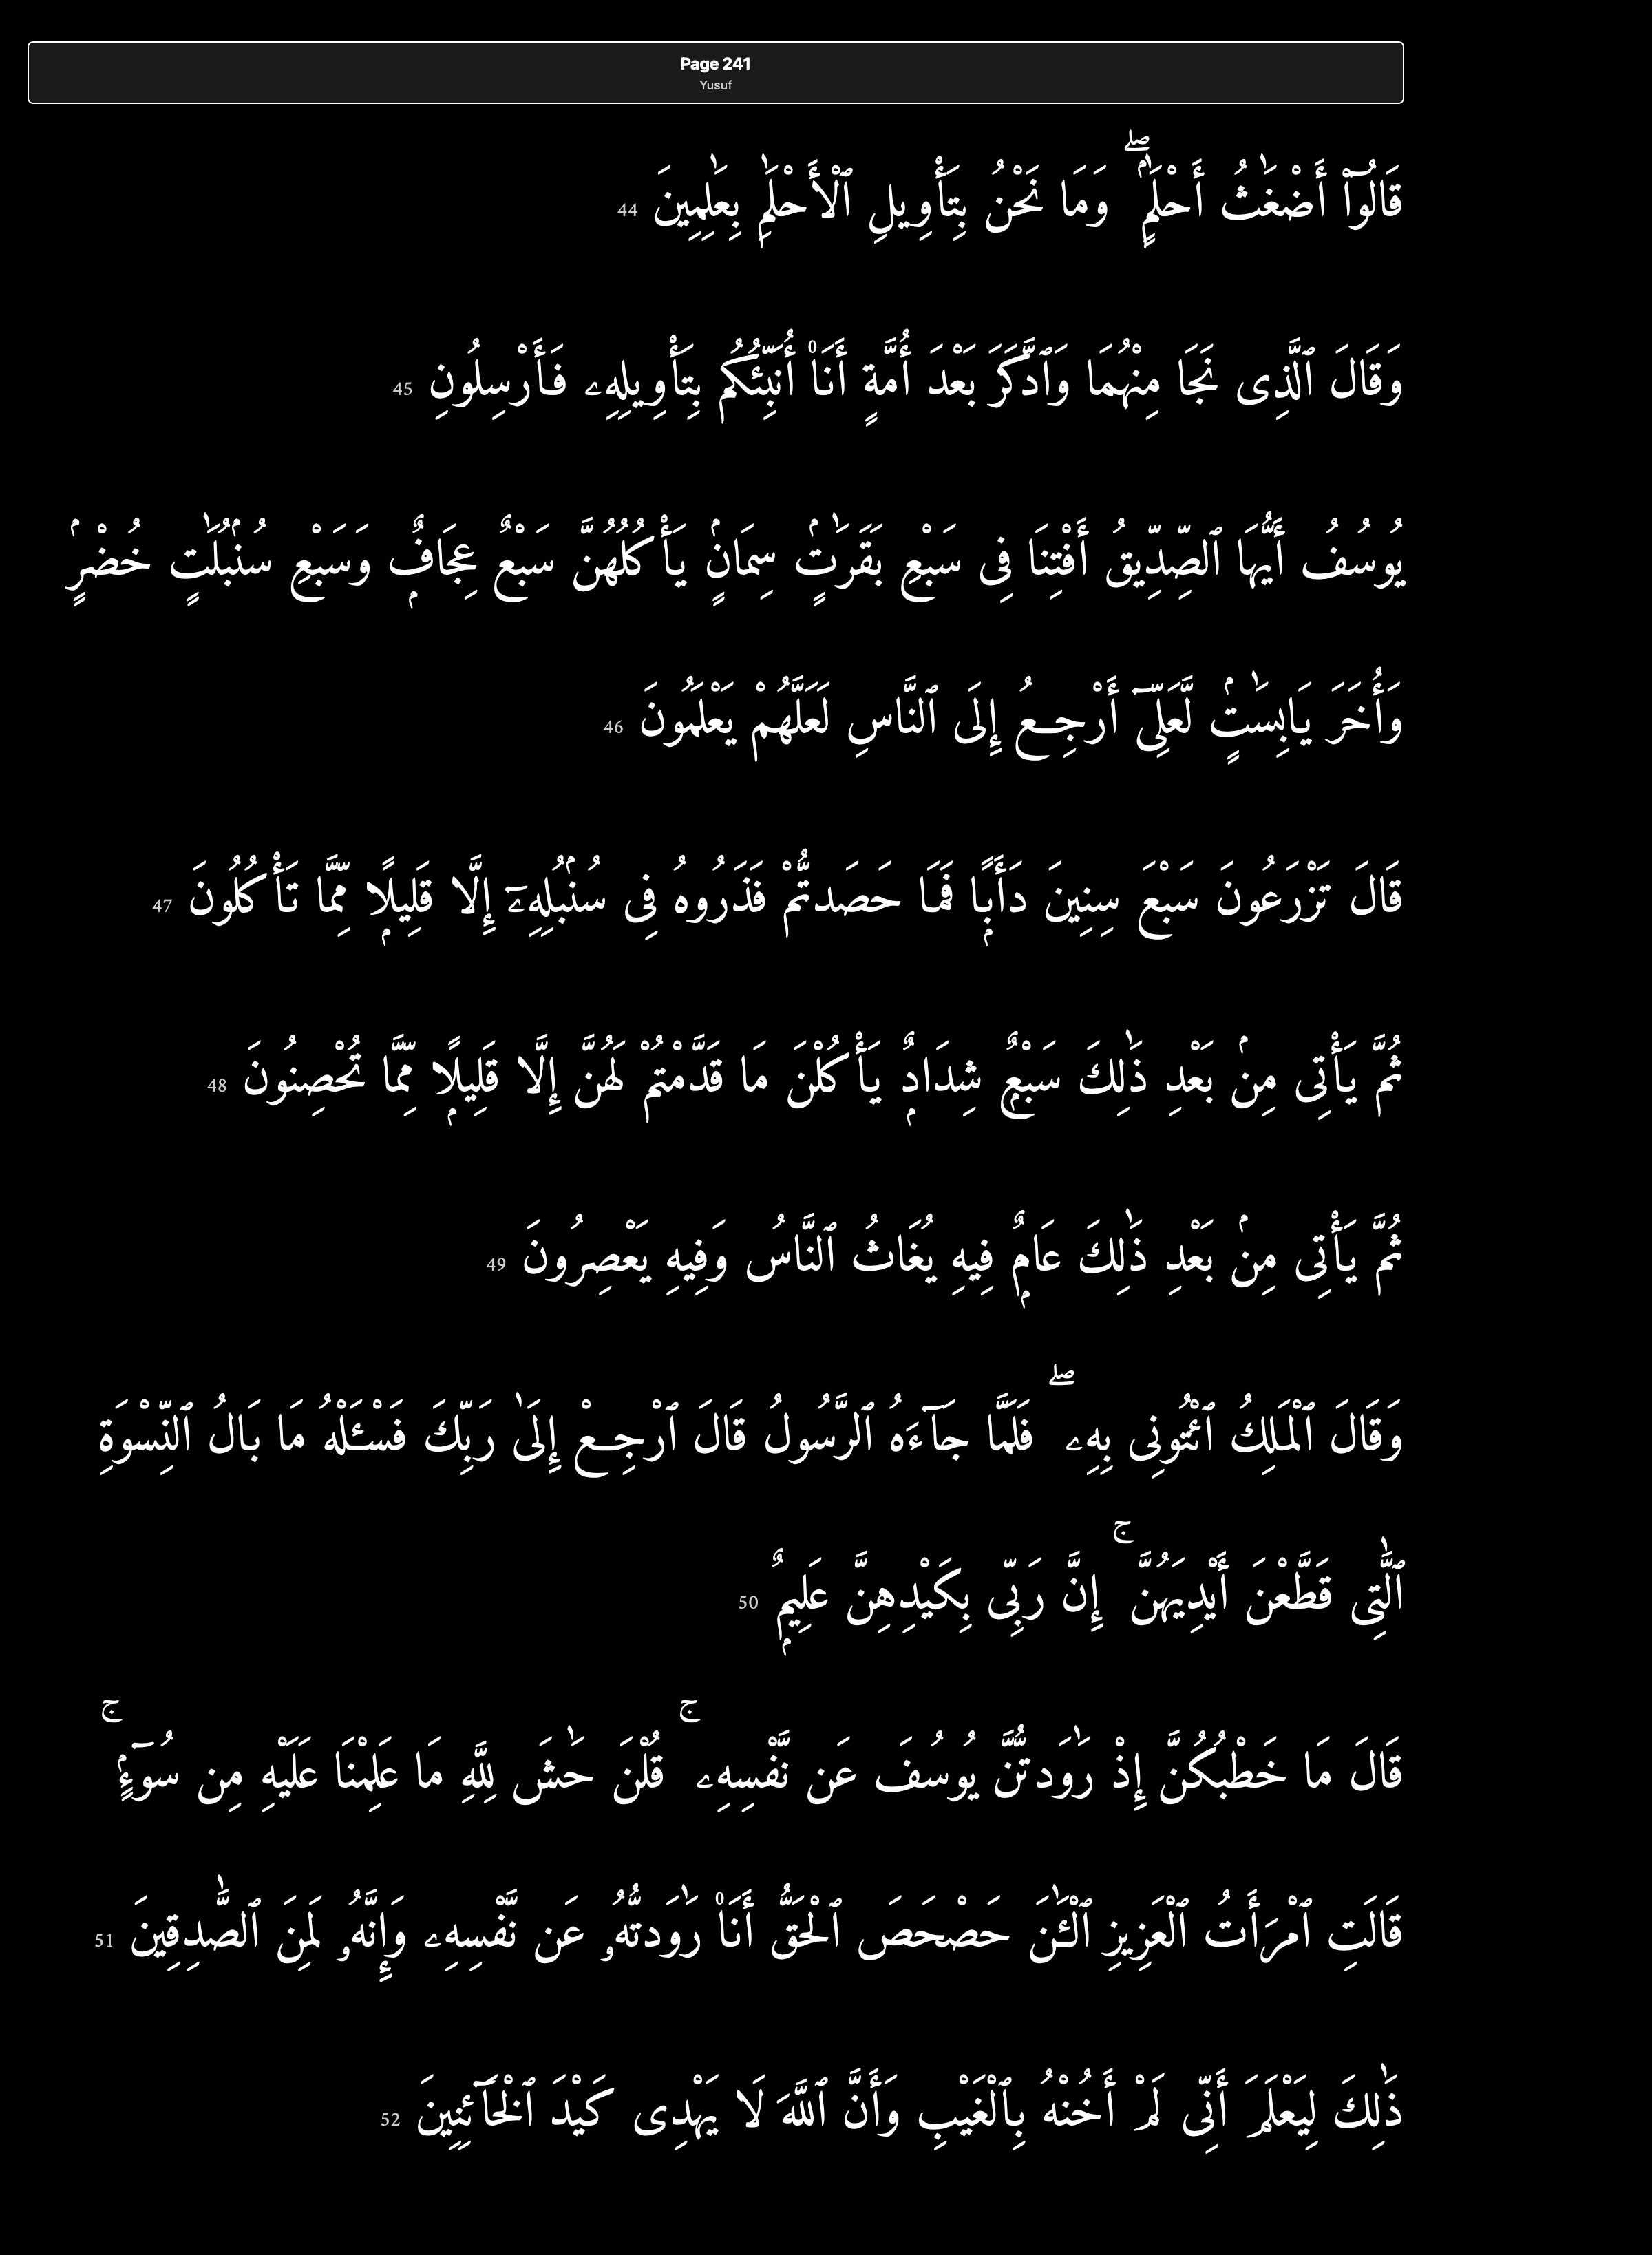 Page 241
Yusuf
قَالُوٓا۟ أَضْغَـٰثُ أَحْلَـٰمٍۢ ۖ وَمَا نَحْنُ بِتَأْوِيلِ ٱلْأَحْلَـٰمِ بِعَـٰلِمِينَ 44
وَقَالَ ٱلَّذِى نَجَا مِنْهُمَا وَٱدَّكَرَ بَعْدَ أُمَّةٍ أَنَا۠ أُنَبِّئُكُم بِتَأْوِيلِهِۦ فَأَرْسِلُونِ 45
يُوسُفُ أَيُّهَا ٱلصِّدِّيقُ أَفْتِنَا فِى سَبْعِ بَقَرَٰتٍۢ سِمَانٍۢ يَأْكُلُهُنَّ سَبْعٌ عِجَافٌۭ وَسَبْعِ سُنۢبُلَـٰتٍ خُضْرٍۢ
وَأُخَرَ يَابِسَـٰتٍۢ لَّعَلِّىٓ أَرْجِعُ إِلَى ٱلنَّاسِ لَعَلَّهُمْ يَعْلَمُونَ 46
قَالَ تَزْرَعُونَ سَبْعَ سِنِينَ دَأَبًۭا فَمَا حَصَدتُّمْ فَذَرُوهُ فِى سُنۢبُلِهِۦٓ إِلَّا قَلِيلًۭا مِّمَّا تَأْكُلُونَ 47
ثُمَّ يَأْتِى مِنۢ بَعْدِ ذَٰلِكَ سَبْعٌۭ شِدَادٌۭ يَأْكُلْنَ مَا قَدَّمْتُمْ لَهُنَّ إِلَّا قَلِيلًۭا مِّمَّا تُحْصِنُونَ 48
ثُمَّ يَأْتِى مِنۢ بَعْدِ ذَٰلِكَ عَامٌۭ فِيهِ يُغَاثُ ٱلنَّاسُ وَفِيهِ يَعْصِرُونَ 49
وَقَالَ ٱلْمَلِكُ ٱئْتُونِى بِهِۦ ۖ فَلَمَّا جَآءَهُ ٱلرَّسُولُ قَالَ ٱرْجِعْ إِلَىٰ رَبِّكَ فَسْـَٔلْهُ مَا بَالُ ٱلنِّسْوَةِ
ٱلَّـٰتِى قَطَّعْنَ أَيْدِيَهُنَّ ۚ إِنَّ رَبِّى بِكَيْدِهِنَّ عَلِيمٌۭ 50
قَالَ مَا خَطْبُكُنَّ إِذْ رَٰوَدتُّنَّ يُوسُفَ عَن نَّفْسِهِۦ ۚ قُلْنَ حَـٰشَ لِلَّهِ مَا عَلِمْنَا عَلَيْهِ مِن سُوٓءٍۢ ۚ
قَالَتِ ٱمْرَأَتُ ٱلْعَزِيزِ ٱلْـَٔـٰنَ حَصْحَصَ ٱلْحَقُّ أَنَا۠ رَٰوَدتُّهُۥ عَن نَّفْسِهِۦ وَإِنَّهُۥ لَمِنَ ٱلصَّـٰدِقِينَ 51
ذَٰلِكَ لِيَعْلَمَ أَنِّى لَمْ أَخُنْهُ بِٱلْغَيْبِ وَأَنَّ ٱللَّهَ لَا يَهْدِى كَيْدَ ٱلْخَآئِنِينَ 52